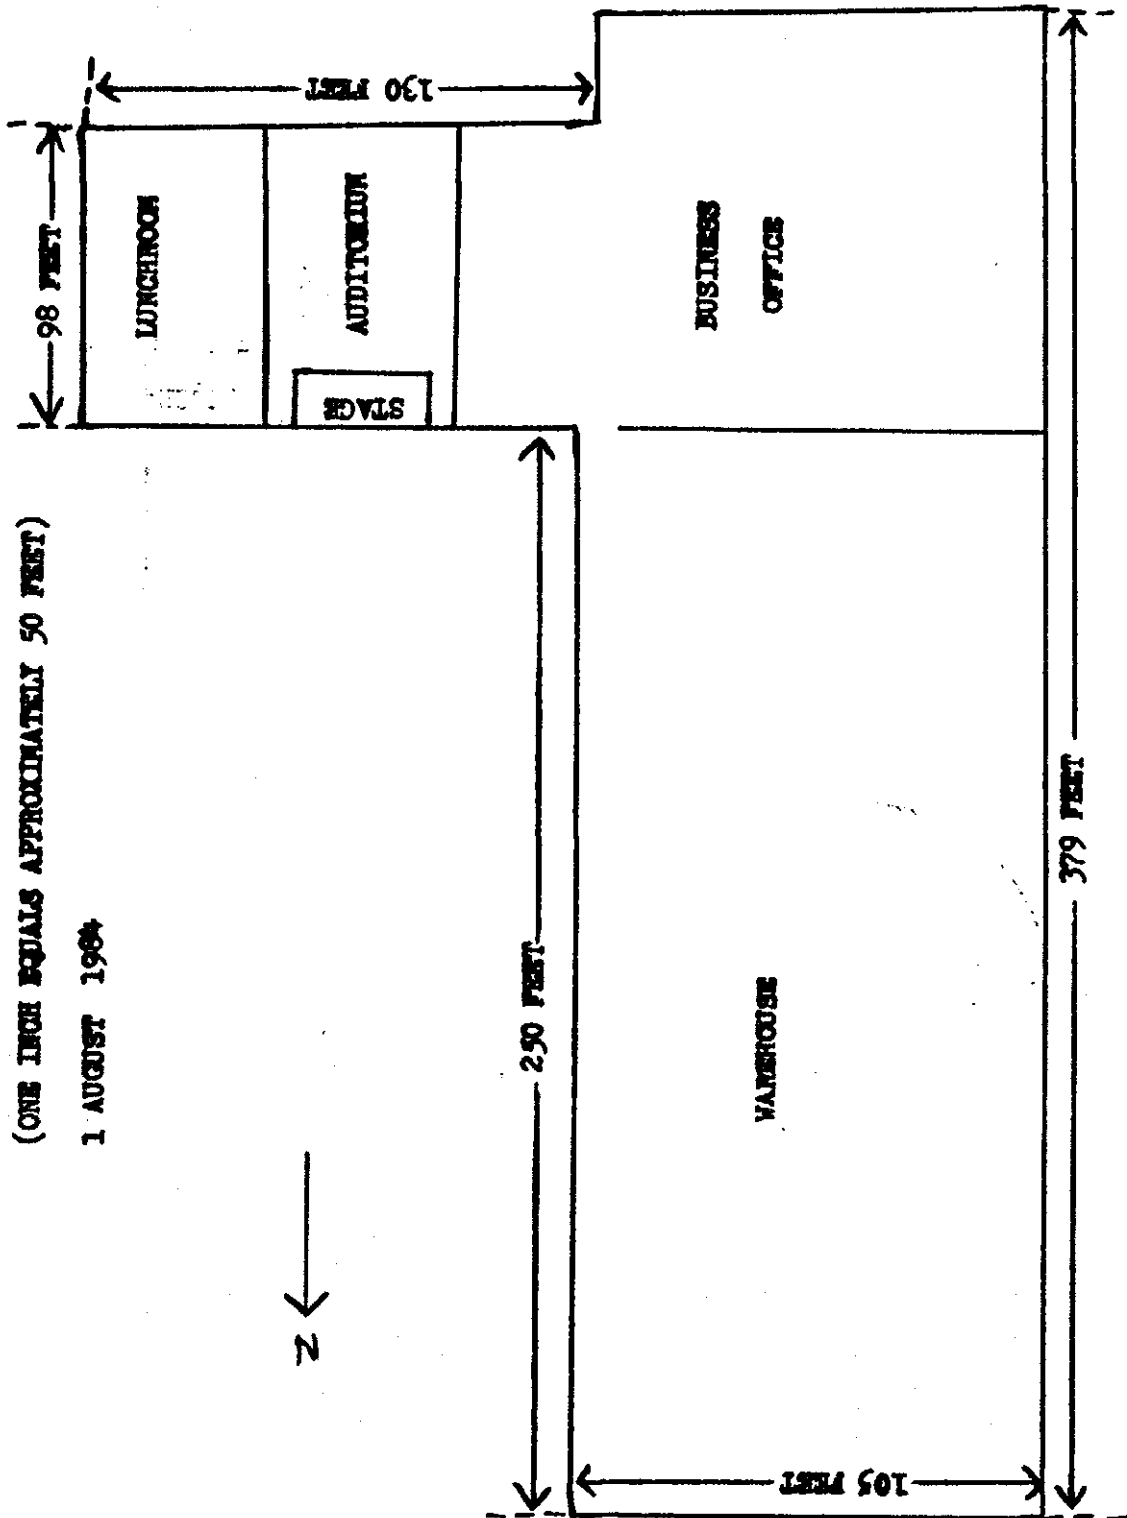 (ONE INCH EQUALS APPROXIMATELY 50 FEET)
1 AUGUST 1984
98 FEET
130 FEET
LUNCHROOM
AUDITORIUM
STAGE
BUSINESS
OFFICE
250 FEET
N
WAREHOUSE
105 FEET
379 FEET